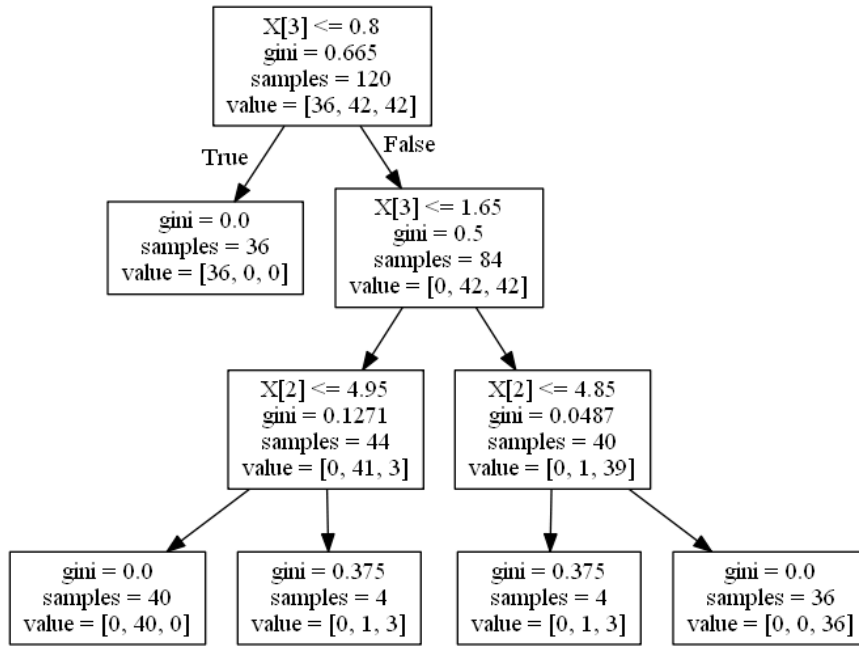 X[3] <= 0.8
gini = 0.665
samples = 120
value = [36, 42, 42]
True
False
gini = 0.0
samples = 36
value = [36, 0, 0]
X[3] <= 1.65
gini = 0.5
samples = 84
value = [0, 42, 42]
X[2] <= 4.95
gini = 0.1271
samples = 44
value = [0, 41, 3]
X[2] <= 4.85
gini = 0.0487
samples = 40
value = [0, 1, 39]
gini = 0.0
samples = 40
value = [0, 40, 0]
gini = 0.375
samples = 4
value = [0, 1, 3]
gini = 0.375
samples = 4
value = [0, 1, 3]
gini = 0.0
samples = 36
value = [0, 0, 36]